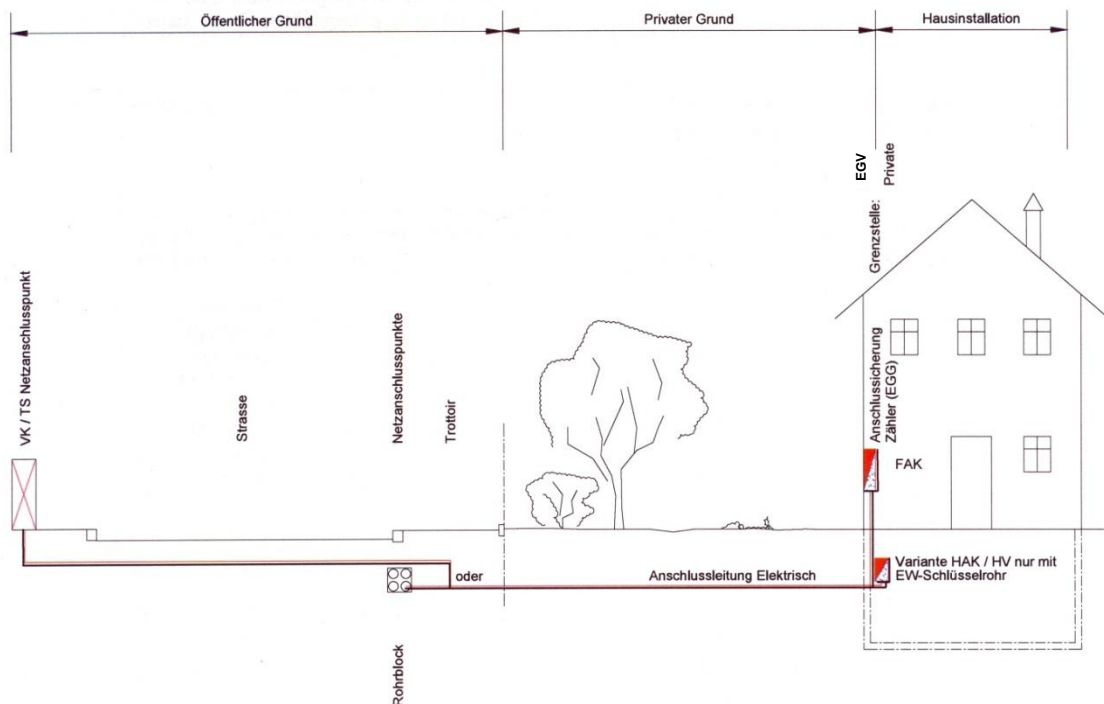 Öffentlicher Grund
Privater Grund
Hausinstallation
VK / TS Netzanschlusspunkt
Strasse
Netzanschlusspunkte
Trottoir
Grenzstelle:
EGV
Private
Anschlussicherung
Zähler (EGG)
FAK
oder
Anschlussleitung Elektrisch
Variante HAK / HV nur mit
EW-Schlüsselrohr
Rohrblock